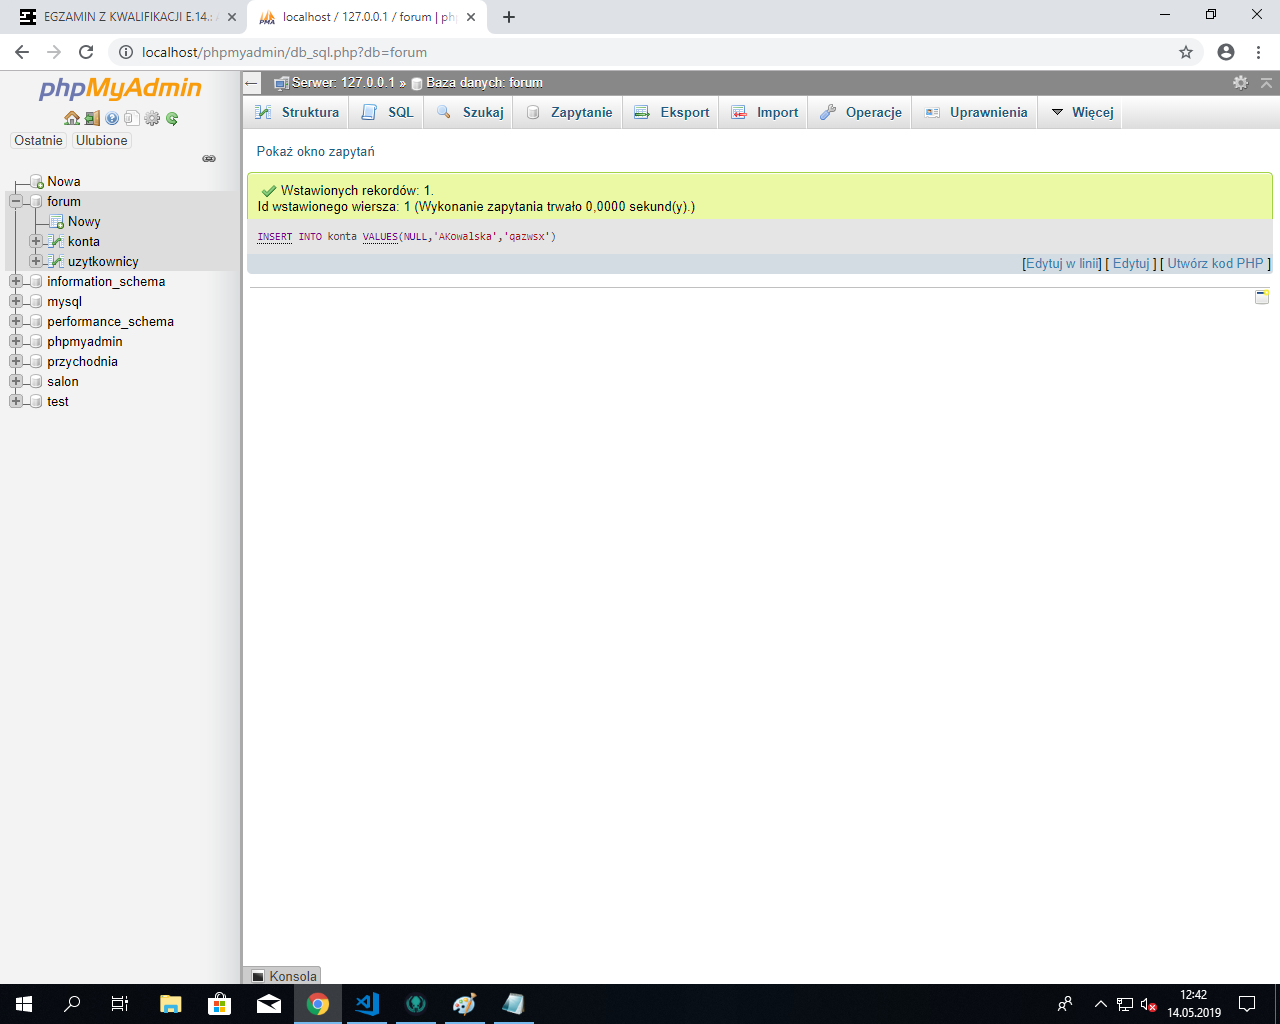 EGZAMIN Z KWALIFIKACJI E.14.:
localhost / 127.0.0.1 / forum | ph
localhost/phpmyadmin/db_sql.php?db=forum
phpMyAdmin
Ostatnie Ulubione
Nowa
forum
Nowy
konta
uzytkownicy
information_schema
mysql
performance_schema
phpmyadmin
przychodnia
salon
test
Serwer: 127.0.0.1 » Baza danych: forum
Struktura SQL Szukaj Zapytanie Eksport Import Operacje Uprawnienia Więcej
Pokaż okno zapytań
Wstawionych rekordów: 1.
Id wstawionego wiersza: 1 (Wykonanie zapytania trwało 0,0000 sekund(y).)
INSERT INTO konta VALUES(NULL,'AKowalska','qazwsx')
[Edytuj w linii] [ Edytuj ] [ Utwórz kod PHP ]
Konsola
12:42
14.05.2019